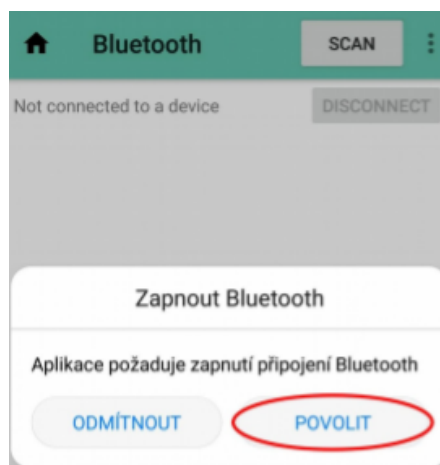 Bluetooth SCAN
Not connected to a device DISCONNECT
Zapnout Bluetooth
Aplikace požaduje zapnutí připojení Bluetooth
ODMÍTNOUT POVOLIT